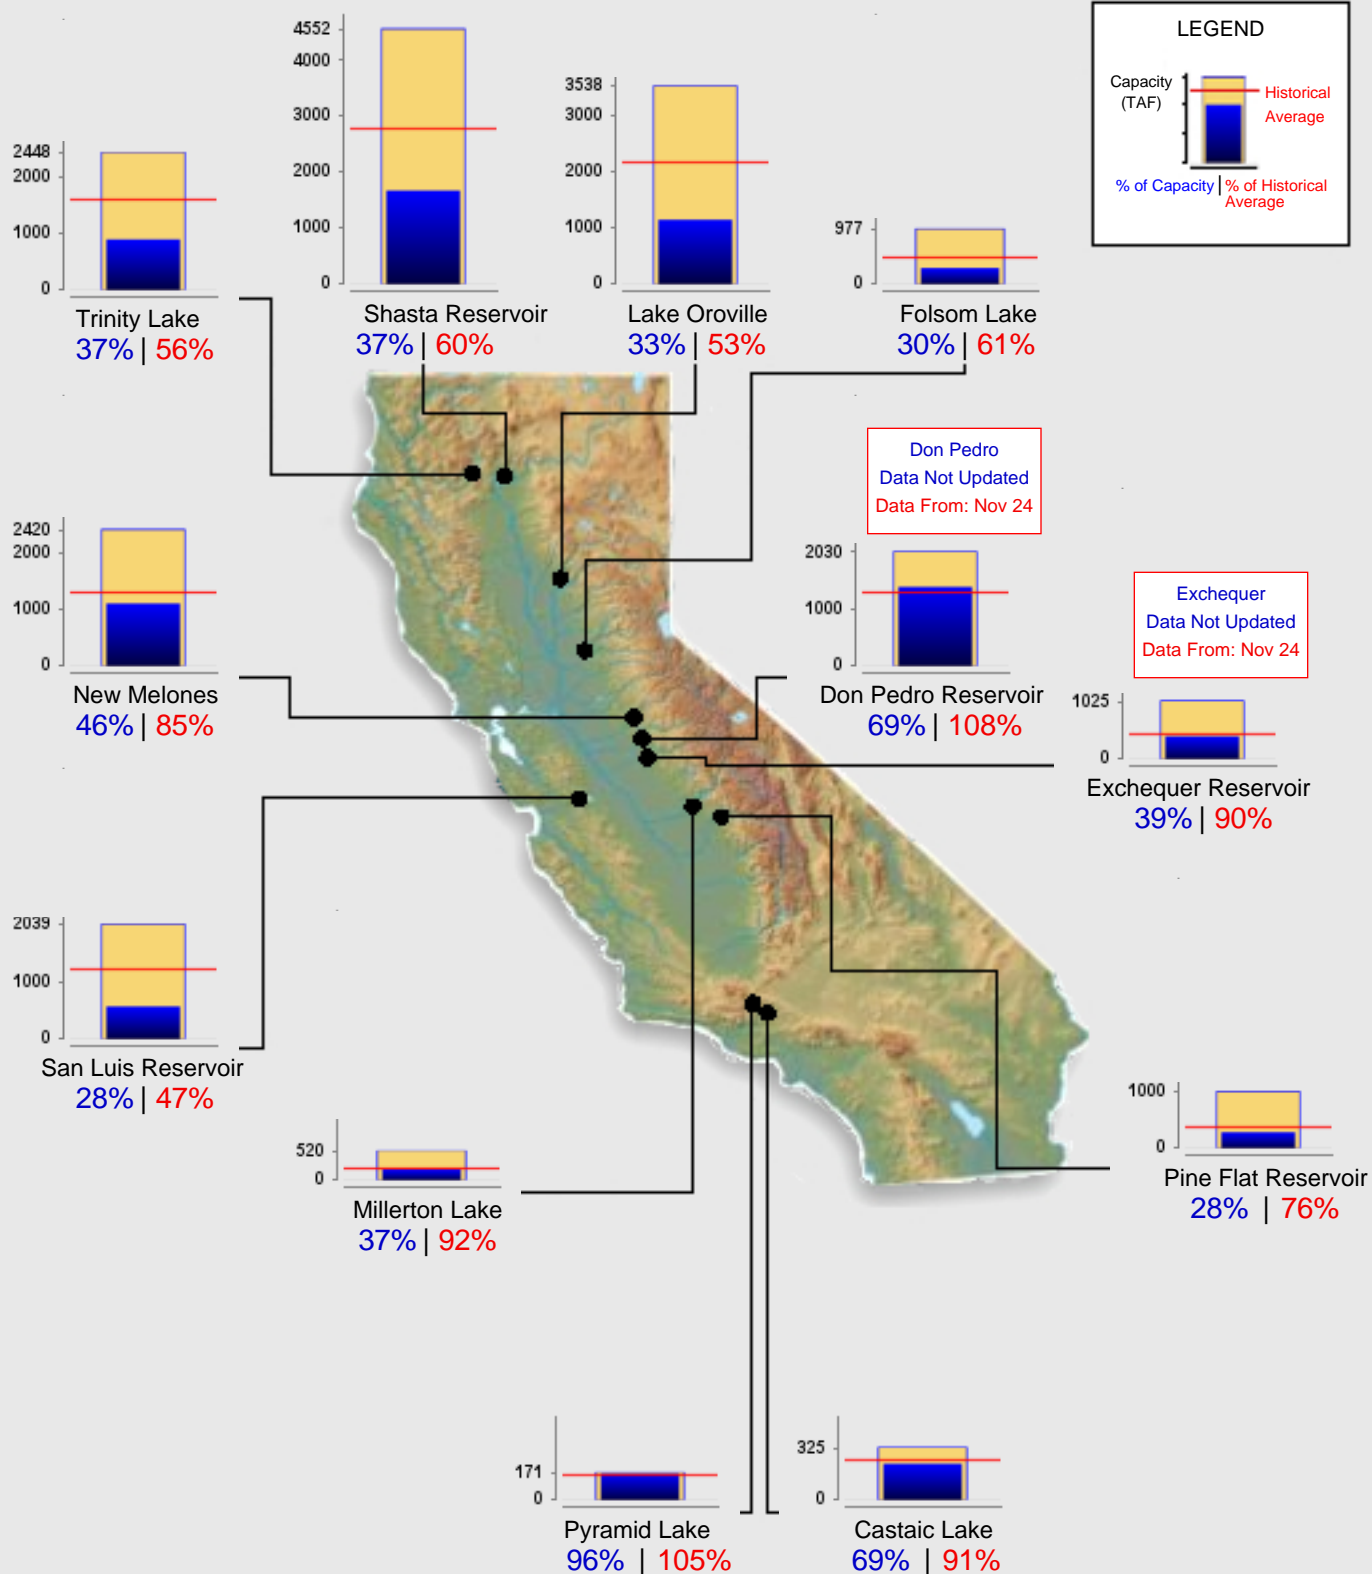 LEGEND
Capacity
(TAF)
Historical
Average
% of Capacity | % of Historical
Average
2448
2000
1000
0
Trinity Lake
37% | 56%
4552
4000
3000
2000
1000
0
Shasta Reservoir
37% | 60%
3538
3000
2000
1000
0
Lake Oroville
33% | 53%
977
0
Folsom Lake
30% | 61%
2420
2000
1000
0
New Melones
46% | 85%
Don Pedro
Data Not Updated
Data From: Nov 24
2030
1000
0
Don Pedro Reservoir
69% | 108%
Exchequer
Data Not Updated
Data From: Nov 24
1025
0
Exchequer Reservoir
39% | 90%
2039
1000
0
San Luis Reservoir
28% | 47%
520
0
Millerton Lake
37% | 92%
1000
0
Pine Flat Reservoir
28% | 76%
171
0
Pyramid Lake
96% | 105%
325
0
Castaic Lake
69% | 91%